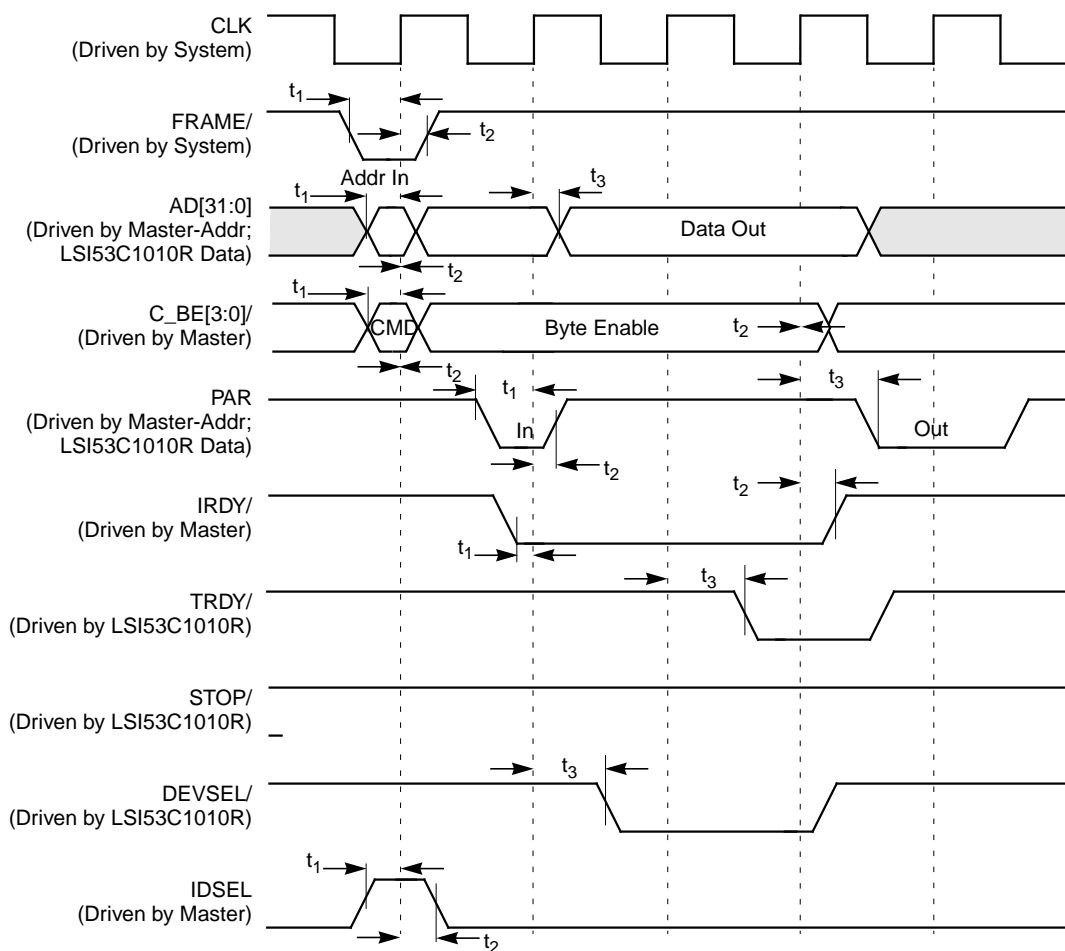 CLK
(Driven by System)
t1
FRAME/
(Driven by System)
t2
Addr In
t1
t3
AD[31:0]
(Driven by Master-Addr;
LSI53C1010R Data)
Data Out
t2
t1
C_BE[3:0]/
(Driven by Master)
CMD
Byte Enable
t2
t2
PAR
(Driven by Master-Addr;
LSI53C1010R Data)
t1
In
t2
t3
Out
IRDY/
(Driven by Master)
t1
t2
TRDY/
(Driven by LSI53C1010R)
t3
STOP/
(Driven by LSI53C1010R)
DEVSEL/
(Driven by LSI53C1010R)
t3
IDSEL
(Driven by Master)
t1
t2